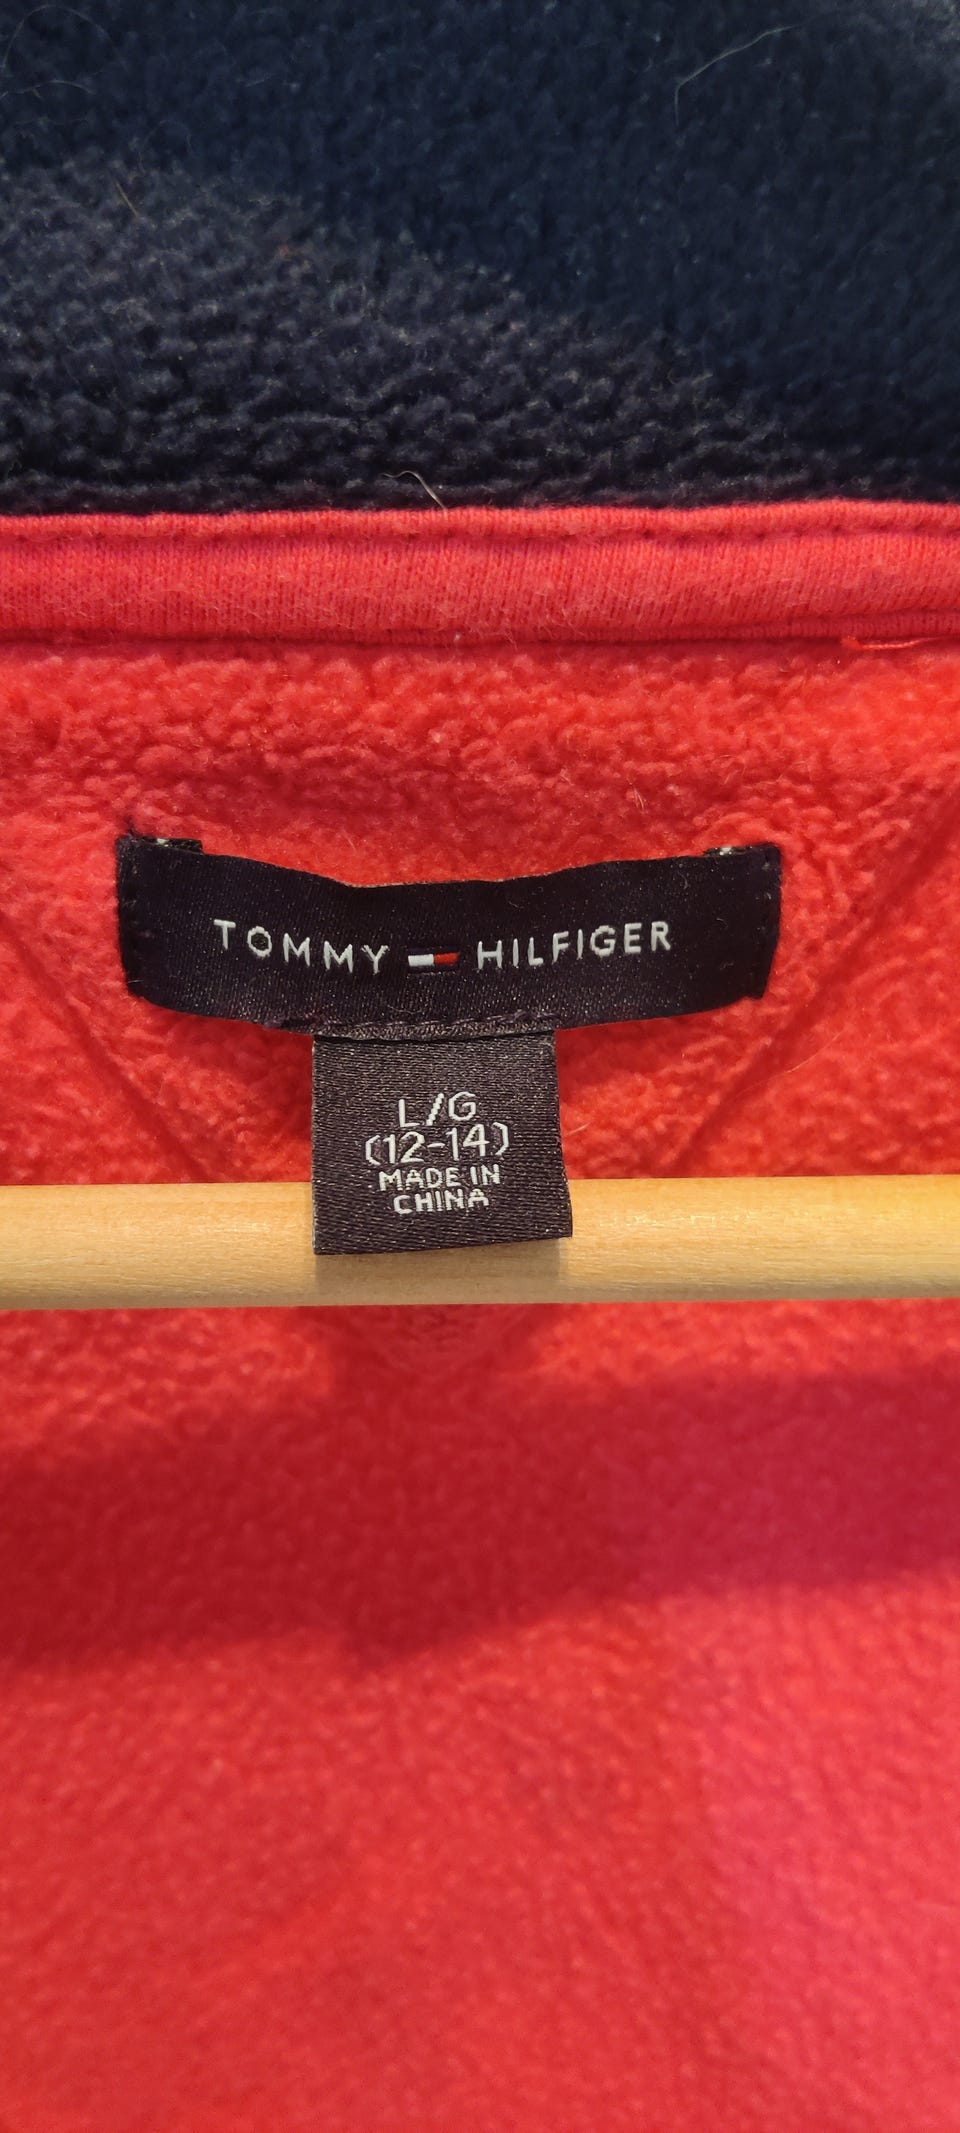 TOMMY HILFIGER
L/G
(12-14)
MADE IN
CHINA